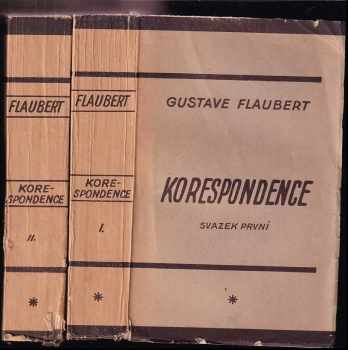 FLAUBERT
KORE-
SPONDENCE
II.
*
FLAUBERT
KORE-
SPONDENCE
I.
*
GUSTAVE FLAUBERT
KORESPONDENCE
SVAZEK PRVNÍ
*